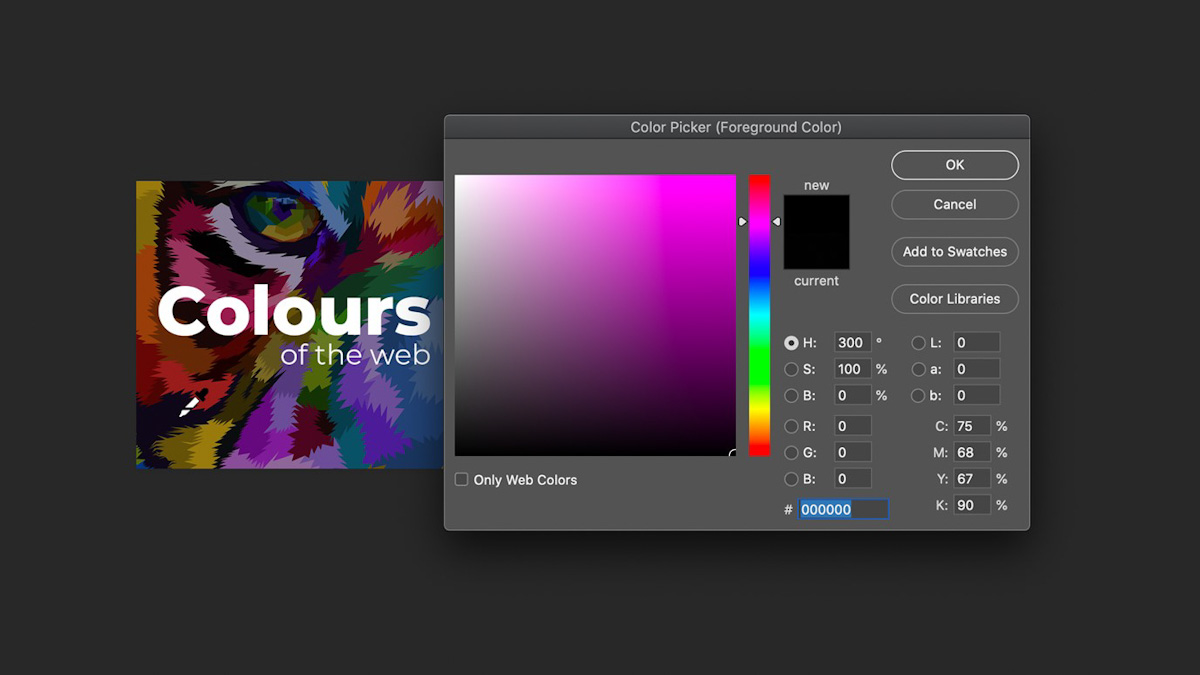 Color Picker (Foreground Color)
Colours
of the web
new
current
OK
Cancel
Add to Swatches
Color Libraries
H: 300 °
S: 100 %
B: 0 %
R: 0
G: 0
B: 0
# 000000
L: 0
a: 0
b: 0
C: 75 %
M: 68 %
Y: 67 %
K: 90 %
Only Web Colors